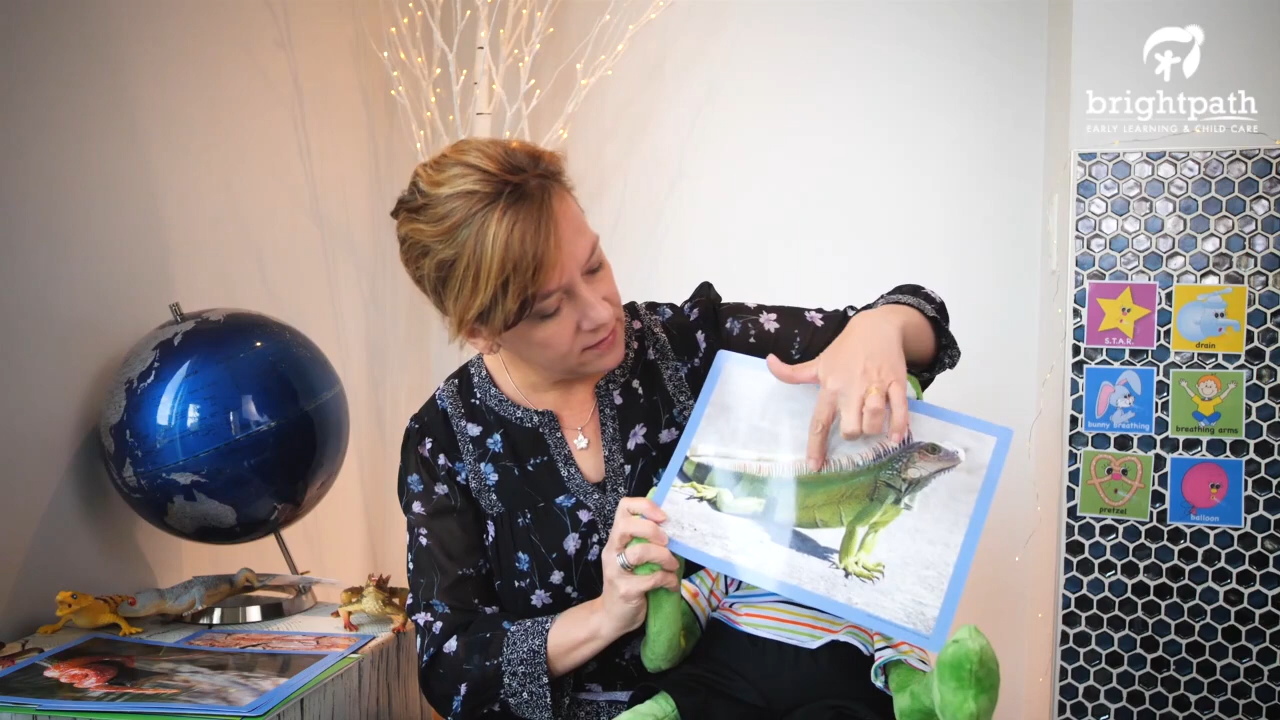 brightpath
EARLY LEARNING & CHILD CARE
S.T.A.R.
drain
bunny breathing
breathing arms
pretzel
balloon